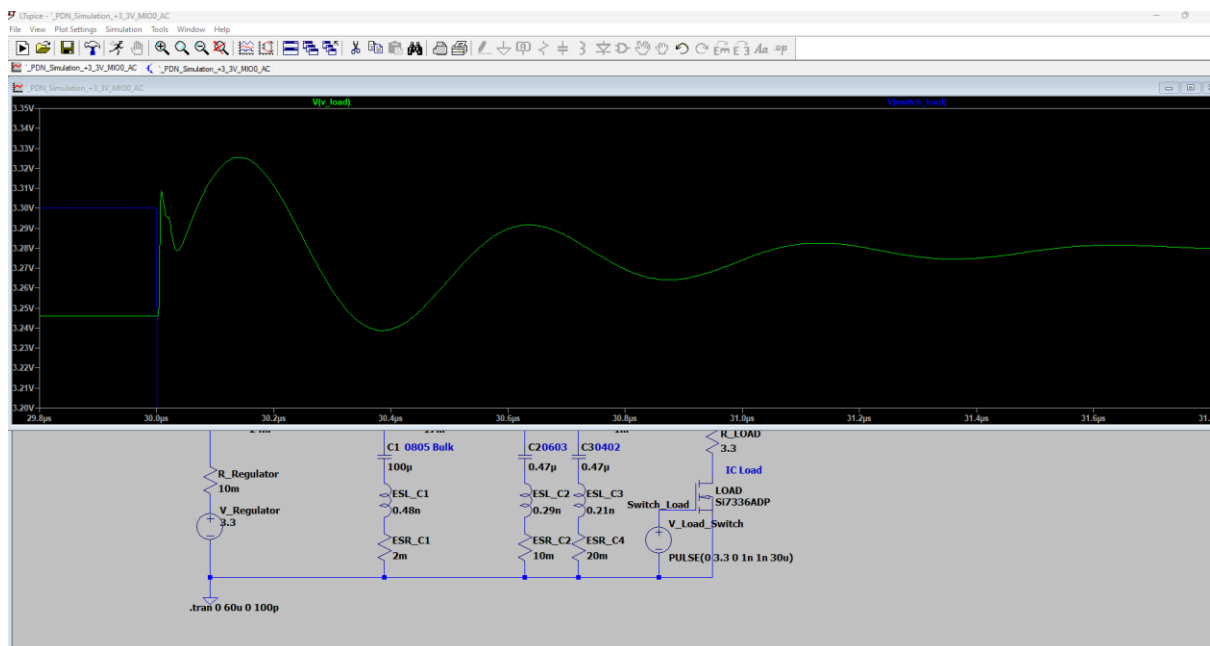 LTspice - '_PDN_Simulation_+3_3V_MIO0_AC
File View Plot Settings Simulation Tools Window Help
'_PDN_Simulation_+3_3V_MIO0_AC '_PDN_Simulation_+3_3V_MIO0_AC
'_PDN_Simulation_+3_3V_MIO0_AC
V(v_load) V(switch_load)
3.35V
3.34V
3.33V
3.32V
3.31V
3.30V
3.29V
3.28V
3.27V
3.26V
3.25V
3.24V
3.23V
3.22V
3.21V
3.20V
29.8µs 30.0µs 30.2µs 30.4µs 30.6µs 30.8µs 31.0µs 31.2µs 31.4µs 31.6µs
R_LOAD
3.3
C1 0805 Bulk
100µ
C20603
0.47µ
C30402
0.47µ
IC Load
R_Regulator
10m
V_Regulator
3.3
ESL_C1
0.48n
ESL_C2
0.29n
ESL_C3
0.21n
LOAD
Si7336ADP
Switch_Load
V_Load_Switch
ESR_C1
2m
ESR_C2
10m
ESR_C4
20m
PULSE(0 3.3 0 1n 1n 30u)
.tran 0 60u 0 100p